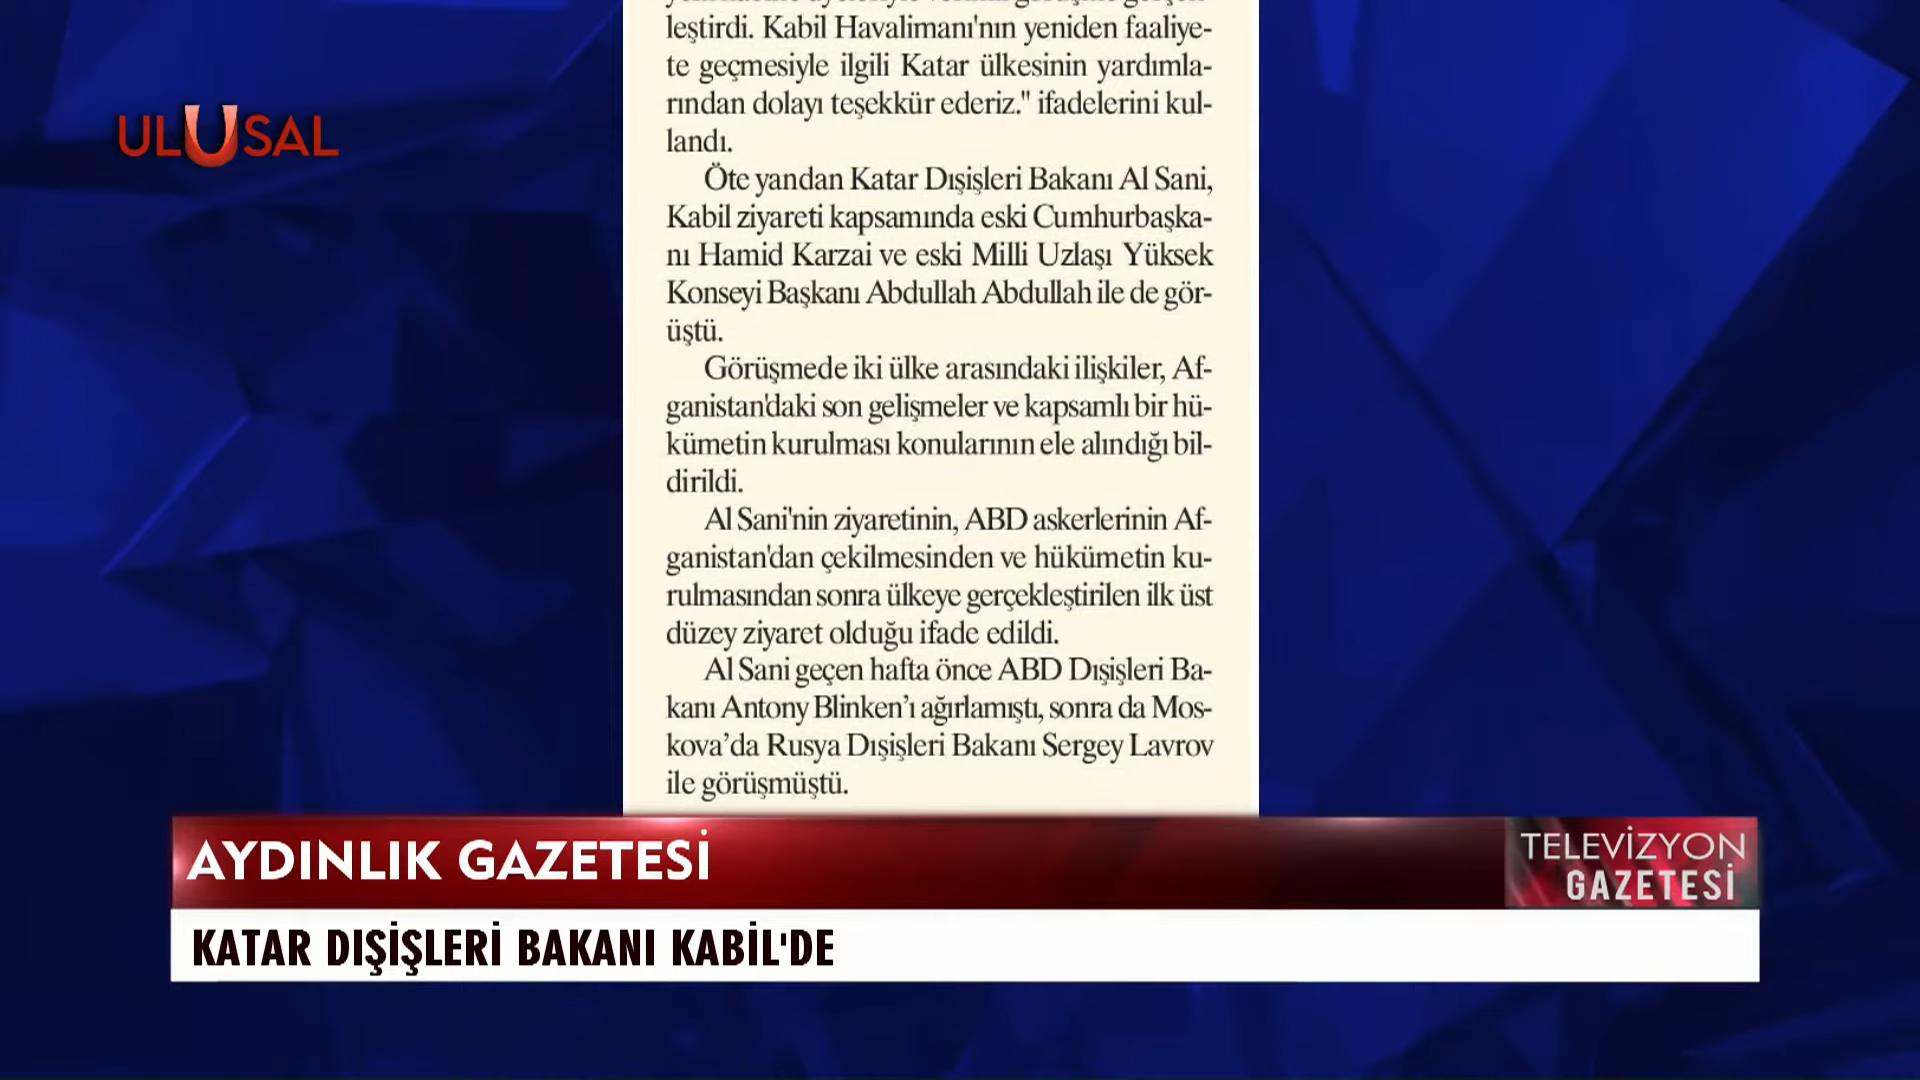 leştirdi. Kabil Havalimanı'nın yeniden faaliye-
te geçmesiyle ilgili Katar ülkesinin yardımla-
rından dolayı teşekkür ederiz." ifadelerini kul-
landı.
Öte yandan Katar Dışişleri Bakanı Al Sani,
Kabil ziyareti kapsamında eski Cumhurbaşka-
nı Hamid Karzai ve eski Milli Uzlaşı Yüksek
Konseyi Başkanı Abdullah Abdullah ile de gör-
üştü.
Görüşmede iki ülke arasındaki ilişkiler, Af-
ganistan'daki son gelişmeler ve kapsamlı bir hü-
kümetin kurulması konularının ele alındığı bil-
dirildi.
Al Sani'nin ziyaretinin, ABD askerlerinin Af-
ganistan'dan çekilmesinden ve hükümetin ku-
rulmasından sonra ülkeye gerçekleştirilen ilk üst
düzey ziyaret olduğu ifade edildi.
Al Sani geçen hafta önce ABD Dışişleri Ba-
kanı Antony Blinken’ı ağırlamıştı, sonra da Mos-
kova’da Rusya Dışişleri Bakanı Sergey Lavrov
ile görüşmüştü.
ULUSAL
AYDINLIK GAZETESİ
TELEVİZYON
GAZETESİ
KATAR DIŞİŞLERİ BAKANI KABİL'DE